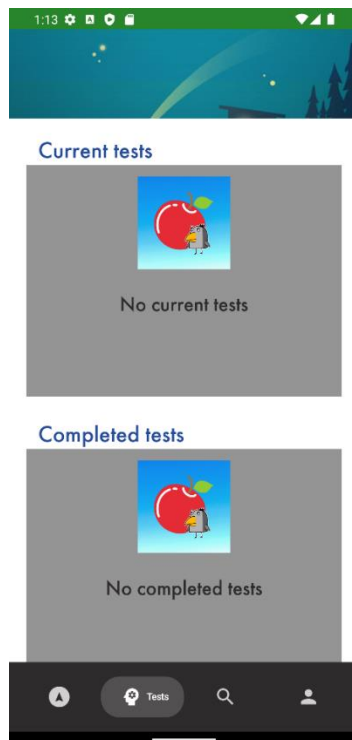 1:13
Current tests
No current tests
Completed tests
No completed tests
Tests